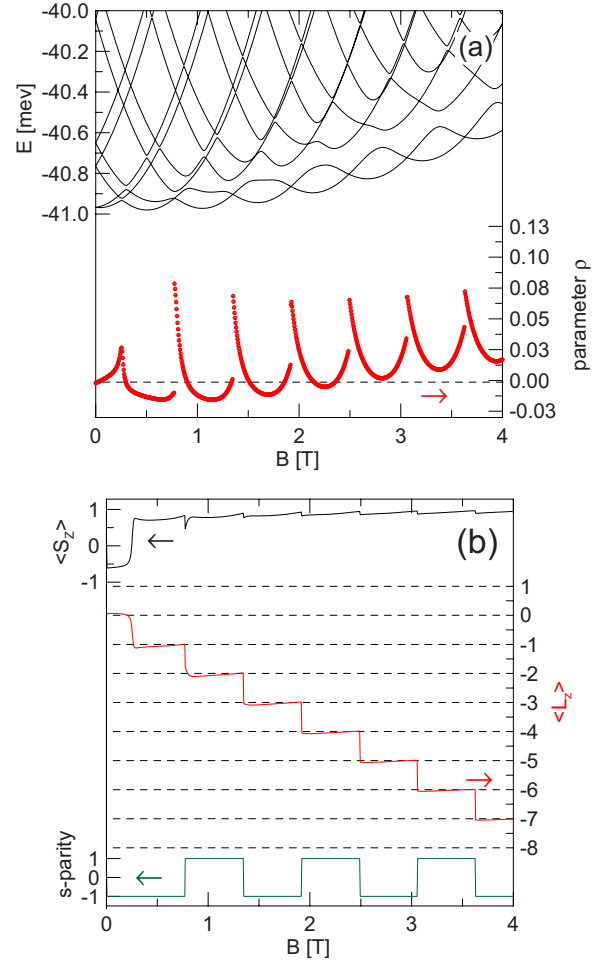 (a)
E [meV]
-40.0
-40.2
-40.4
-40.6
-40.8
-41.0
0.13
0.10
0.08
0.05
0.03
0.00
-0.03
parameter ρ
0 1 2 3 4
B [T]
(b)
<S_z>
1
0
-1
1
0
-1
-2
-3
-4
-5
-6
-7
-8
<L_z>
s-parity
1
0
-1
0 1 2 3 4
B [T]